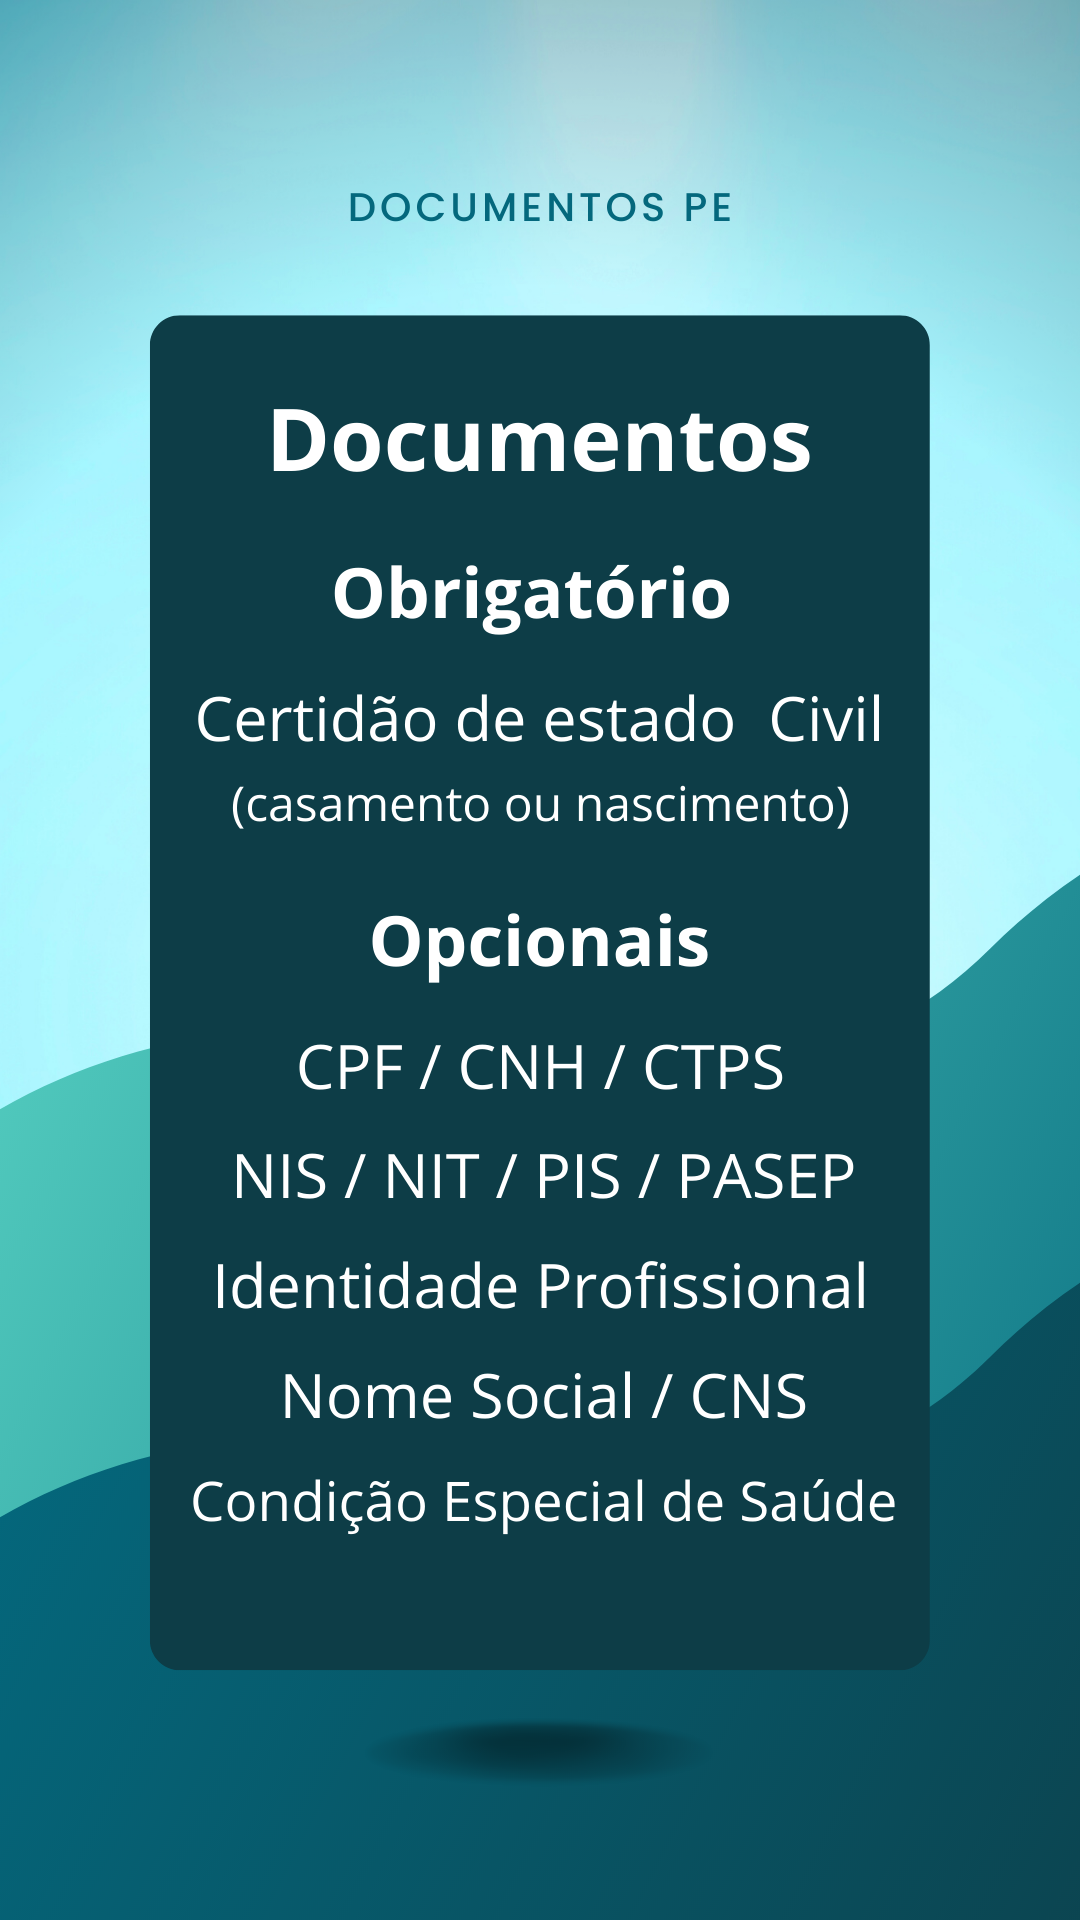 DOCUMENTOS PE
Documentos
Obrigatório
Certidão de estado  Civil
(casamento ou nascimento)
Opcionais
CPF / CNH / CTPS
NIS / NIT / PIS / PASEP
Identidade Profissional
Nome Social / CNS
Condição Especial de Saúde